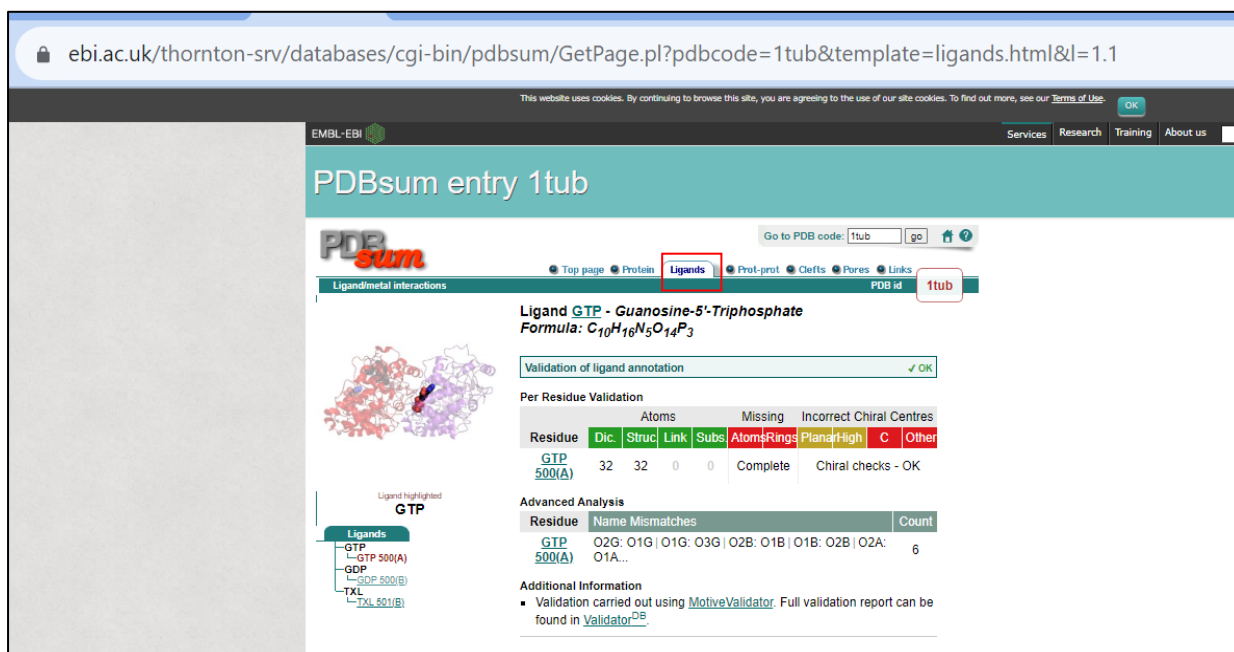 ebi.ac.uk/thornton-srv/databases/cgi-bin/pdbsum/GetPage.pl?pdbcode=1tub&template=ligands.html&l=1.1
This website uses cookies. By continuing to browse this site, you are agreeing to the use of our site cookies. To find out more, see our Terms of Use. OK
EMBL-EBI Services Research Training About us
PDBsum entry 1tub
PDBsum Go to PDB code: 1tub go
Top page Protein Ligands Prot-prot Clefts Pores Links
Ligand/metal interactions PDB id 1tub
Ligand GTP - Guanosine-5'-Triphosphate
Formula: C10H16N5O14P3
Validation of ligand annotation ✓ OK
Per Residue Validation
Atoms Missing Incorrect Chiral Centres
Residue Dic. Struc Link Subs. Atoms Rings Planar High C Other
GTP 500(A) 32 32 0 0 Complete Chiral checks - OK
Advanced Analysis
Residue Name Mismatches Count
GTP 500(A) O2G: O1G | O1G: O3G | O2B: O1B | O1B: O2B | O2A: O1A... 6
Additional Information
Validation carried out using MotiveValidator. Full validation report can be
found in ValidatorDB.
Ligand highlighted
GTP
Ligands
GTP
GTP 500(A)
GDP
GDP 500(B)
TXL
TXL 501(B)